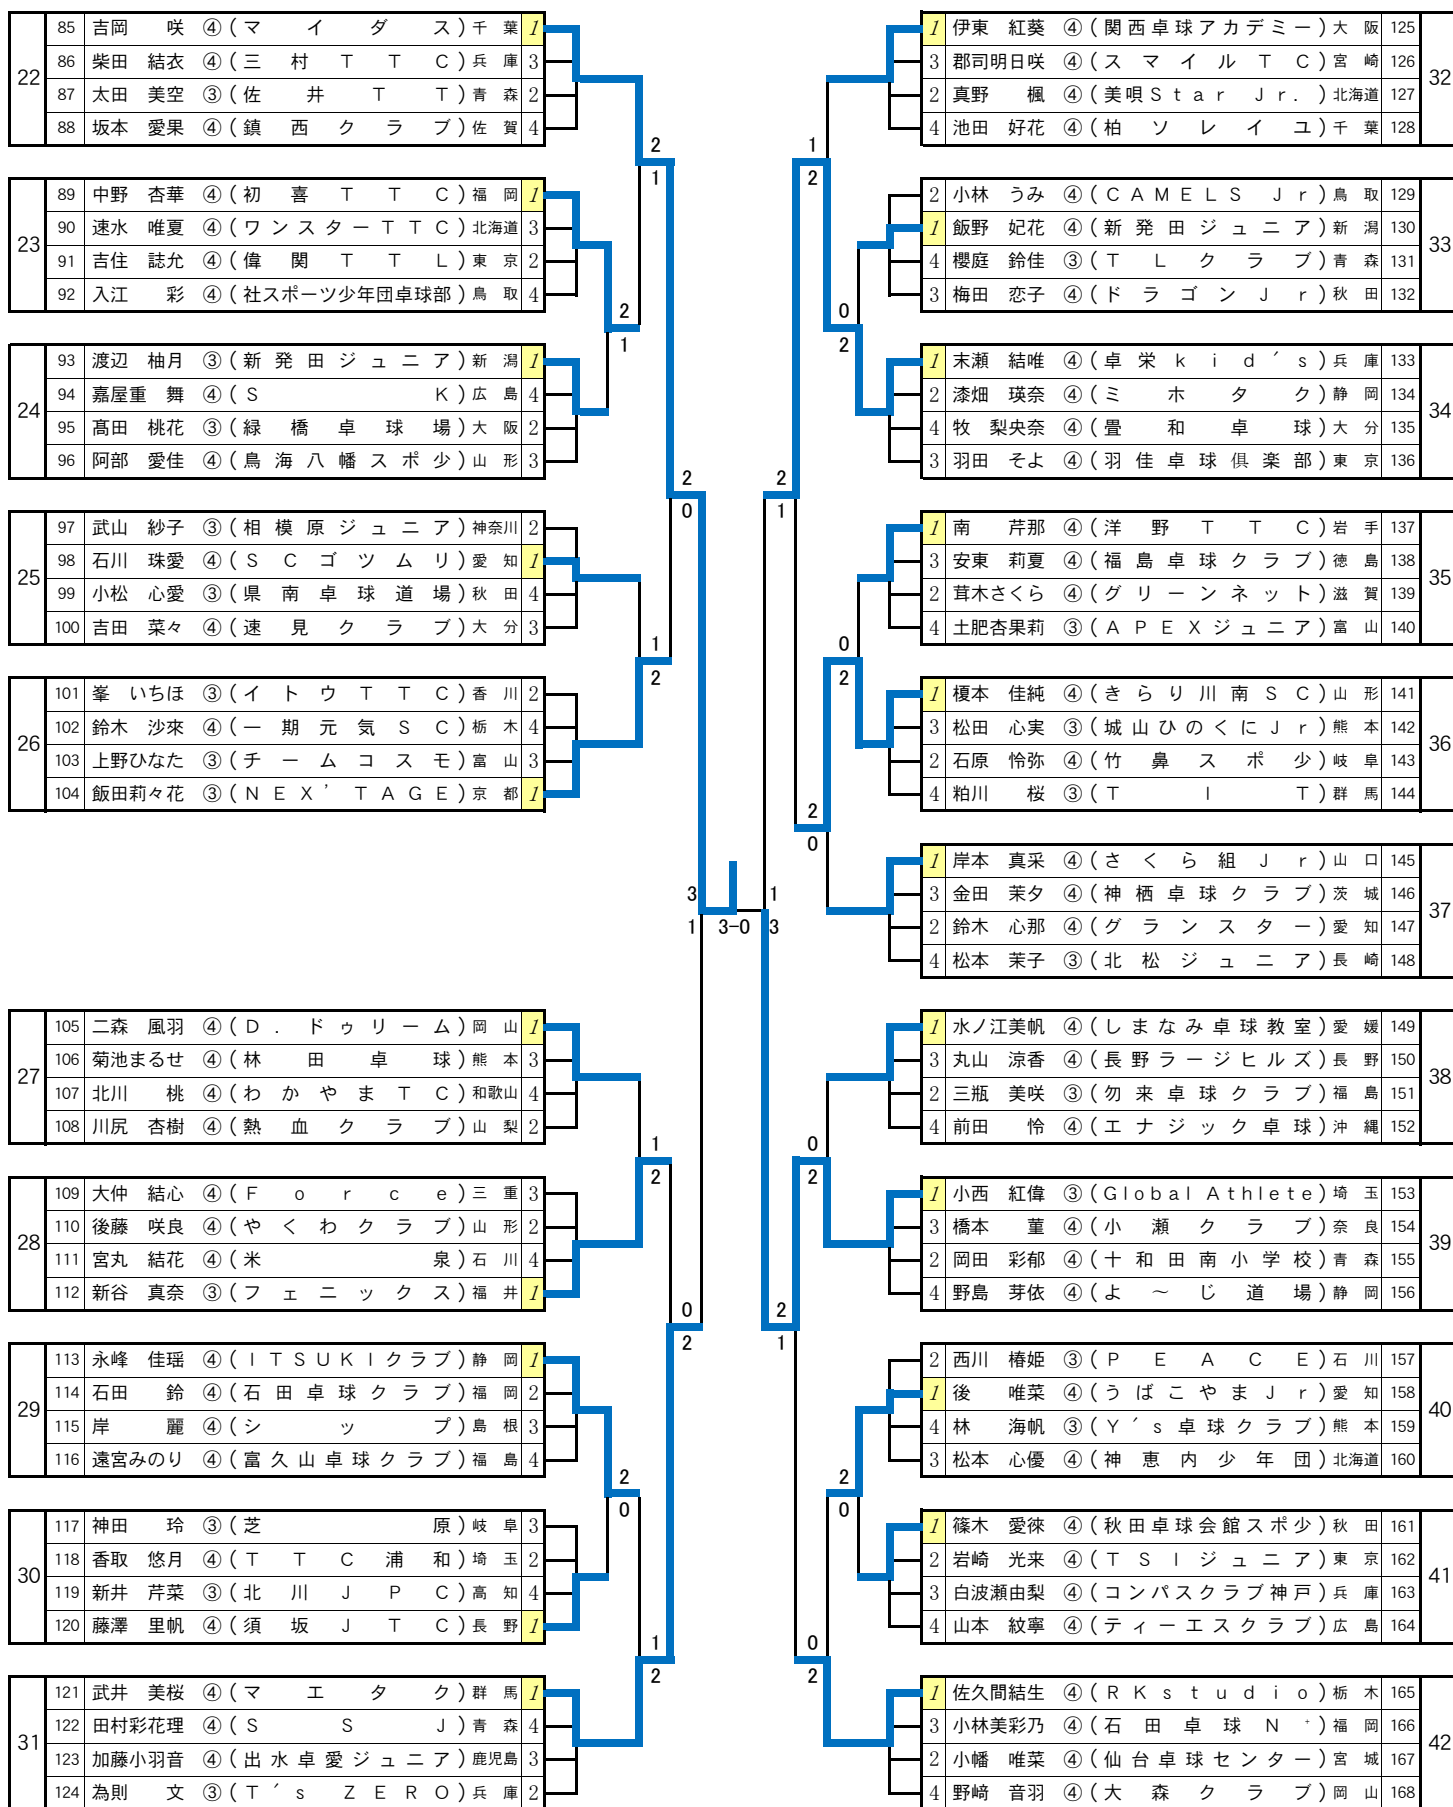 22
85 吉岡　咲 ④ (マイダス) 千葉 1
86 柴田 結衣 ④ (三村TTC) 兵庫 3
87 太田 美空 ③ (佐井TT) 青森 2
88 坂本 愛果 ④ (鎮西クラブ) 佐賀 4
2
1
23
89 中野 杏華 ④ (初喜TTC) 福岡 1
90 速水 唯夏 ④ (ワンスターTTC) 北海道 3
91 吉住 誌允 ④ (偉関TTL) 東京 2
92 入江　彩 ④ (社スポーツ少年団卓球部) 鳥取 4
2
1
24
93 渡辺 柚月 ③ (新発田ジュニア) 新潟 1
94 嘉屋重 舞 ④ (SK) 広島 4
95 髙田 桃花 ③ (緑橋卓球場) 大阪 2
96 阿部 愛佳 ④ (鳥海八幡スポ少) 山形 3
2
0
25
97 武山 紗子 ③ (相模原ジュニア) 神奈川 2
98 石川 珠愛 ④ (SCゴツムリ) 愛知 1
99 小松 心愛 ③ (県南卓球道場) 秋田 4
100 吉田 菜々 ④ (速見クラブ) 大分 3
1
2
26
101 峯 いちほ ③ (イトウTTC) 香川 2
102 鈴木 沙來 ④ (一期元気SC) 栃木 4
103 上野ひなた ③ (チームコスモ) 富山 3
104 飯田莉々花 ③ (NEX'TAGE) 京都 1
3
1
3-0
1
3
27
105 二森 風羽 ④ (D.ドゥリーム) 岡山 1
106 菊池まるせ ④ (林田卓球) 熊本 3
107 北川　桃 ④ (わかやまTC) 和歌山 4
108 川尻 杏樹 ④ (熱血クラブ) 山梨 2
1
2
28
109 大仲 結心 ④ (Force) 三重 3
110 後藤 咲良 ④ (やくわクラブ) 山形 2
111 宮丸 結花 ④ (米泉) 石川 4
112 新谷 真奈 ③ (フェニックス) 福井 1
0
2
29
113 永峰 佳瑶 ④ (ITSUKIクラブ) 静岡 1
114 石田　鈴 ④ (石田卓球クラブ) 福岡 2
115 岸　麗 ④ (シップ) 島根 3
116 遠宮みのり ④ (富久山卓球クラブ) 福島 4
2
0
30
117 神田　玲 ③ (芝原) 岐阜 3
118 香取 悠月 ④ (TTC浦和) 埼玉 2
119 新井 芹菜 ③ (北川JPC) 高知 4
120 藤澤 里帆 ④ (須坂JTC) 長野 1
1
2
31
121 武井 美桜 ④ (マエタク) 群馬 1
122 田村彩花理 ④ (SSJ) 青森 4
123 加藤小羽音 ④ (出水卓愛ジュニア) 鹿児島 3
124 為則　文 ③ (T´s ZERO) 兵庫 2
1 伊東 紅葵 ④ (関西卓球アカデミー) 大阪 125
3 郡司明日咲 ④ (スマイルTC) 宮崎 126
2 真野　楓 ④ (美唄Star Jr.) 北海道 127
4 池田 好花 ④ (柏ソレイユ) 千葉 128
32
1
2
2 小林 うみ ④ (CAMELS Jr) 鳥取 129
1 飯野 妃花 ④ (新発田ジュニア) 新潟 130
4 櫻庭 鈴佳 ③ (TLクラブ) 青森 131
3 梅田 恋子 ④ (ドラゴンJr) 秋田 132
33
0
2
1 末瀬 結唯 ④ (卓栄kid´s) 兵庫 133
2 漆畑 瑛奈 ④ (ミホタク) 静岡 134
4 牧 梨央奈 ④ (畳和卓球) 大分 135
3 羽田 そよ ④ (羽佳卓球倶楽部) 東京 136
34
2
1
1 南　芹那 ④ (洋野TTC) 岩手 137
3 安東 莉夏 ④ (福島卓球クラブ) 徳島 138
2 茸木さくら ④ (グリーンネット) 滋賀 139
4 土肥杏果莉 ③ (APEXジュニア) 富山 140
35
0
2
1 榎本 佳純 ④ (きらり川南SC) 山形 141
3 松田 心実 ③ (城山ひのくにJr) 熊本 142
2 石原 怜弥 ④ (竹鼻スポ少) 岐阜 143
4 粕川　桜 ③ (TIT) 群馬 144
36
2
0
1 岸本 真采 ④ (さくら組Jr) 山口 145
3 金田 茉夕 ④ (神栖卓球クラブ) 茨城 146
2 鈴木 心那 ④ (グランスター) 愛知 147
4 松本 茉子 ③ (北松ジュニア) 長崎 148
37
1 水ノ江美帆 ④ (しまなみ卓球教室) 愛媛 149
3 丸山 涼香 ④ (長野ラージヒルズ) 長野 150
2 三瓶 美咲 ③ (勿来卓球クラブ) 福島 151
4 前田　怜 ④ (エナジック卓球) 沖縄 152
38
0
2
1 小西 紅偉 ③ (Global Athlete) 埼玉 153
3 橋本　菫 ④ (小瀬クラブ) 奈良 154
2 岡田 彩郁 ④ (十和田南小学校) 青森 155
4 野島 芽依 ④ (よ～じ道場) 静岡 156
39
2
1
2 西川 椿姫 ③ (PEACE) 石川 157
1 後　唯菜 ④ (うばこやまJr) 愛知 158
4 林　海帆 ③ (Y´s卓球クラブ) 熊本 159
3 松本 心優 ④ (神恵内少年団) 北海道 160
40
2
0
1 篠木 愛徠 ④ (秋田卓球会館スポ少) 秋田 161
2 岩崎 光来 ④ (TSIジュニア) 東京 162
3 白波瀬由梨 ④ (コンパスクラブ神戸) 兵庫 163
4 山本 紋寧 ④ (ティーエスクラブ) 広島 164
41
0
2
1 佐久間結生 ④ (RKstudio) 栃木 165
3 小林美彩乃 ④ (石田卓球N⁺) 福岡 166
2 小幡 唯菜 ④ (仙台卓球センター) 宮城 167
4 野﨑 音羽 ④ (大森クラブ) 岡山 168
42